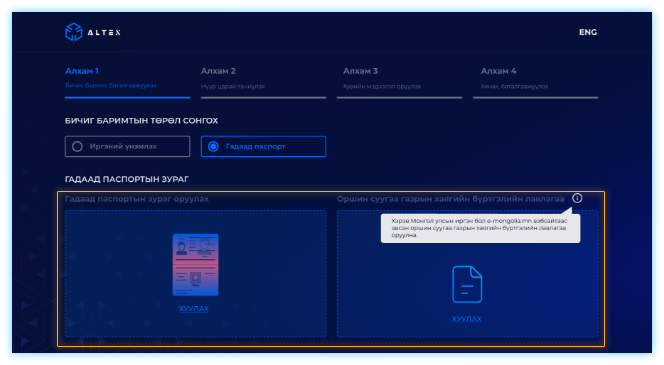 ALTEX
ENG
Алхам 1
Алхам 2
Алхам 3
Алхам 4
Бичиг баримт баталгаажуулах
Нүүр царай таниулах
Хувийн мэдээлэл оруулах
Хянах, баталгаажуулах
БИЧИГ БАРИМТЫН ТӨРӨЛ СОНГОХ
Иргэний үнэмлэх
Гадаад паспорт
ГАДААД ПАСПОРТЫН ЗУРАГ
Гадаад паспортын зураг оруулах
Оршин суугаа газрын хаягийн бүртгэлийн лавлагаа
Хэрэв Монгол улсын иргэн бол e-mongolia.mn вэбсайтаас
авсан оршин суугаа газрын хаягийн бүртгэлийн лавлагаа
оруулна.
ХУУЛАХ
ХУУЛАХ